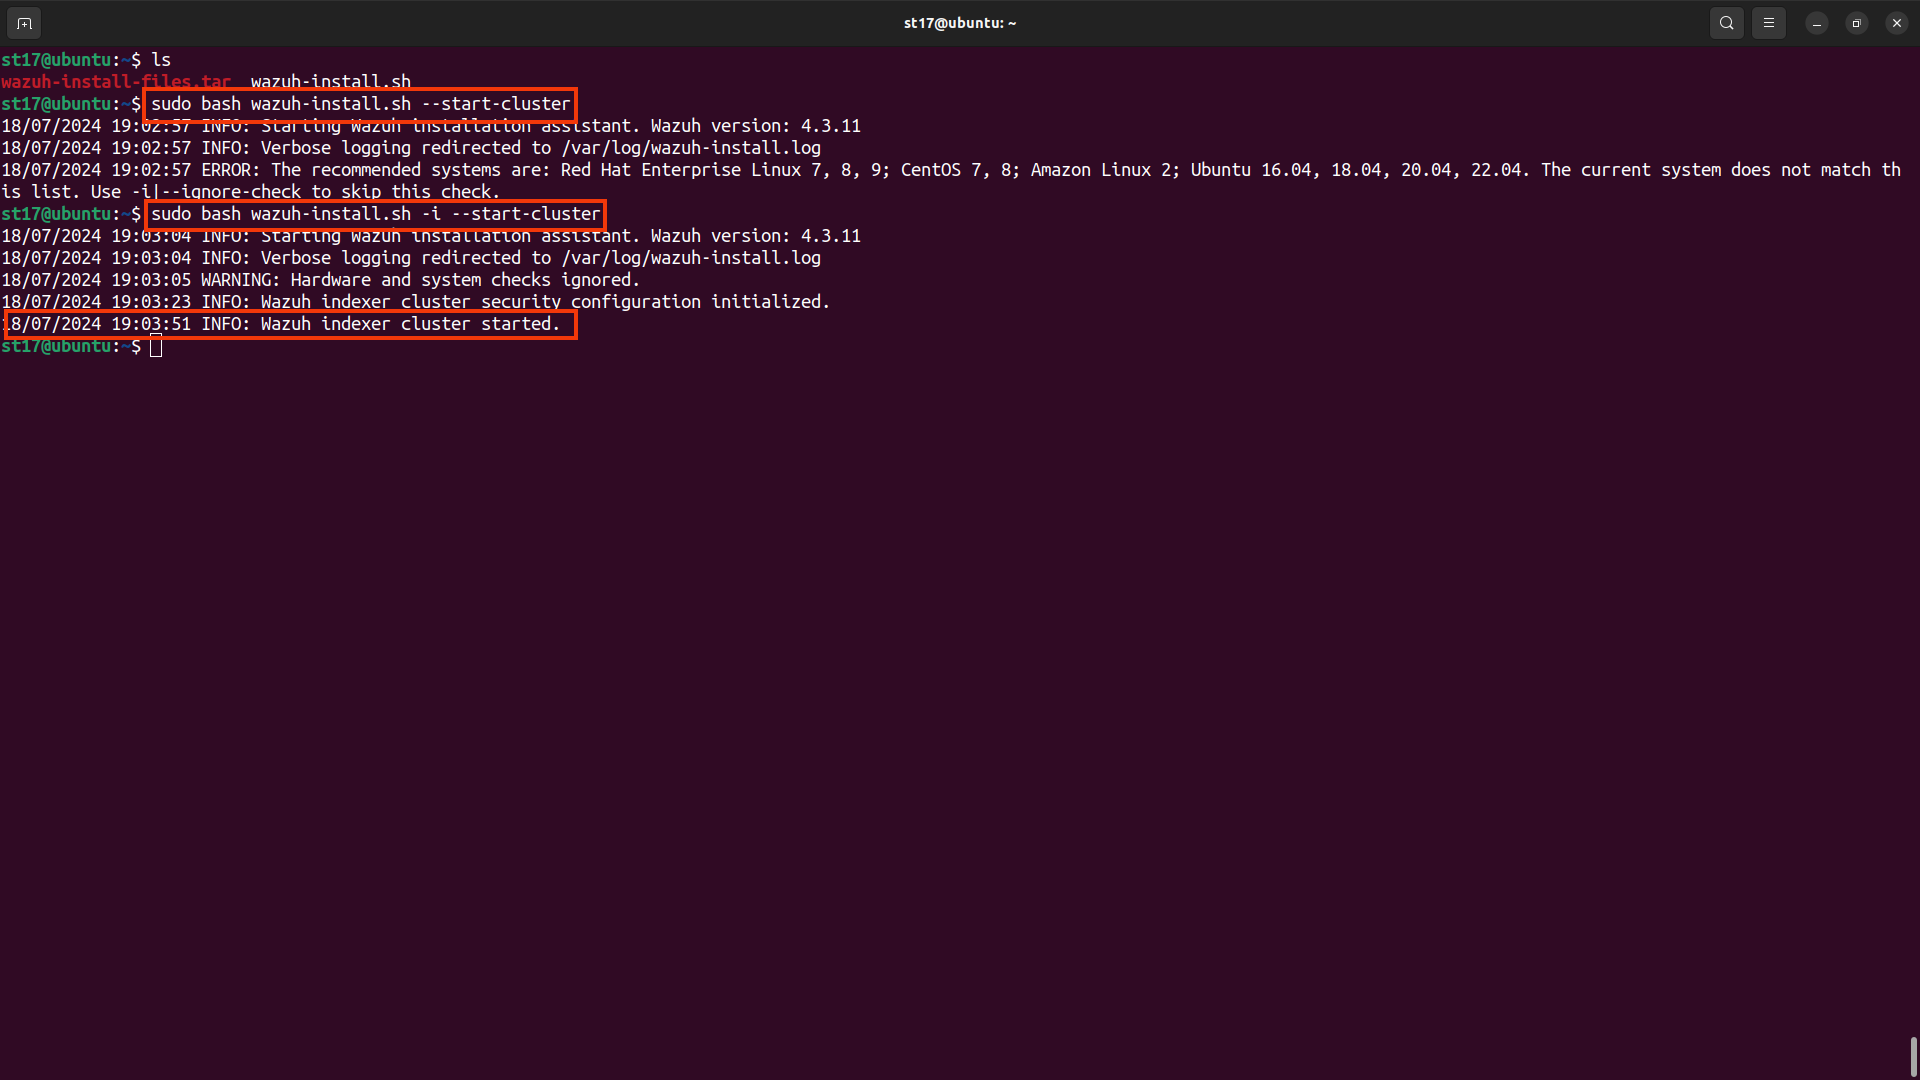 st17@ubuntu: ~
st17@ubuntu:~$ ls
wazuh-install-files.tar  wazuh-install.sh
st17@ubuntu:~$ sudo bash wazuh-install.sh --start-cluster
18/07/2024 19:02:57 INFO: Starting Wazuh installation assistant. Wazuh version: 4.3.11
18/07/2024 19:02:57 INFO: Verbose logging redirected to /var/log/wazuh-install.log
18/07/2024 19:02:57 ERROR: The recommended systems are: Red Hat Enterprise Linux 7, 8, 9; CentOS 7, 8; Amazon Linux 2; Ubuntu 16.04, 18.04, 20.04, 22.04. The current system does not match th
is list. Use -i|--ignore-check to skip this check.
st17@ubuntu:~$ sudo bash wazuh-install.sh -i --start-cluster
18/07/2024 19:03:04 INFO: Starting Wazuh installation assistant. Wazuh version: 4.3.11
18/07/2024 19:03:04 INFO: Verbose logging redirected to /var/log/wazuh-install.log
18/07/2024 19:03:05 WARNING: Hardware and system checks ignored.
18/07/2024 19:03:23 INFO: Wazuh indexer cluster security configuration initialized.
18/07/2024 19:03:51 INFO: Wazuh indexer cluster started.
st17@ubuntu:~$